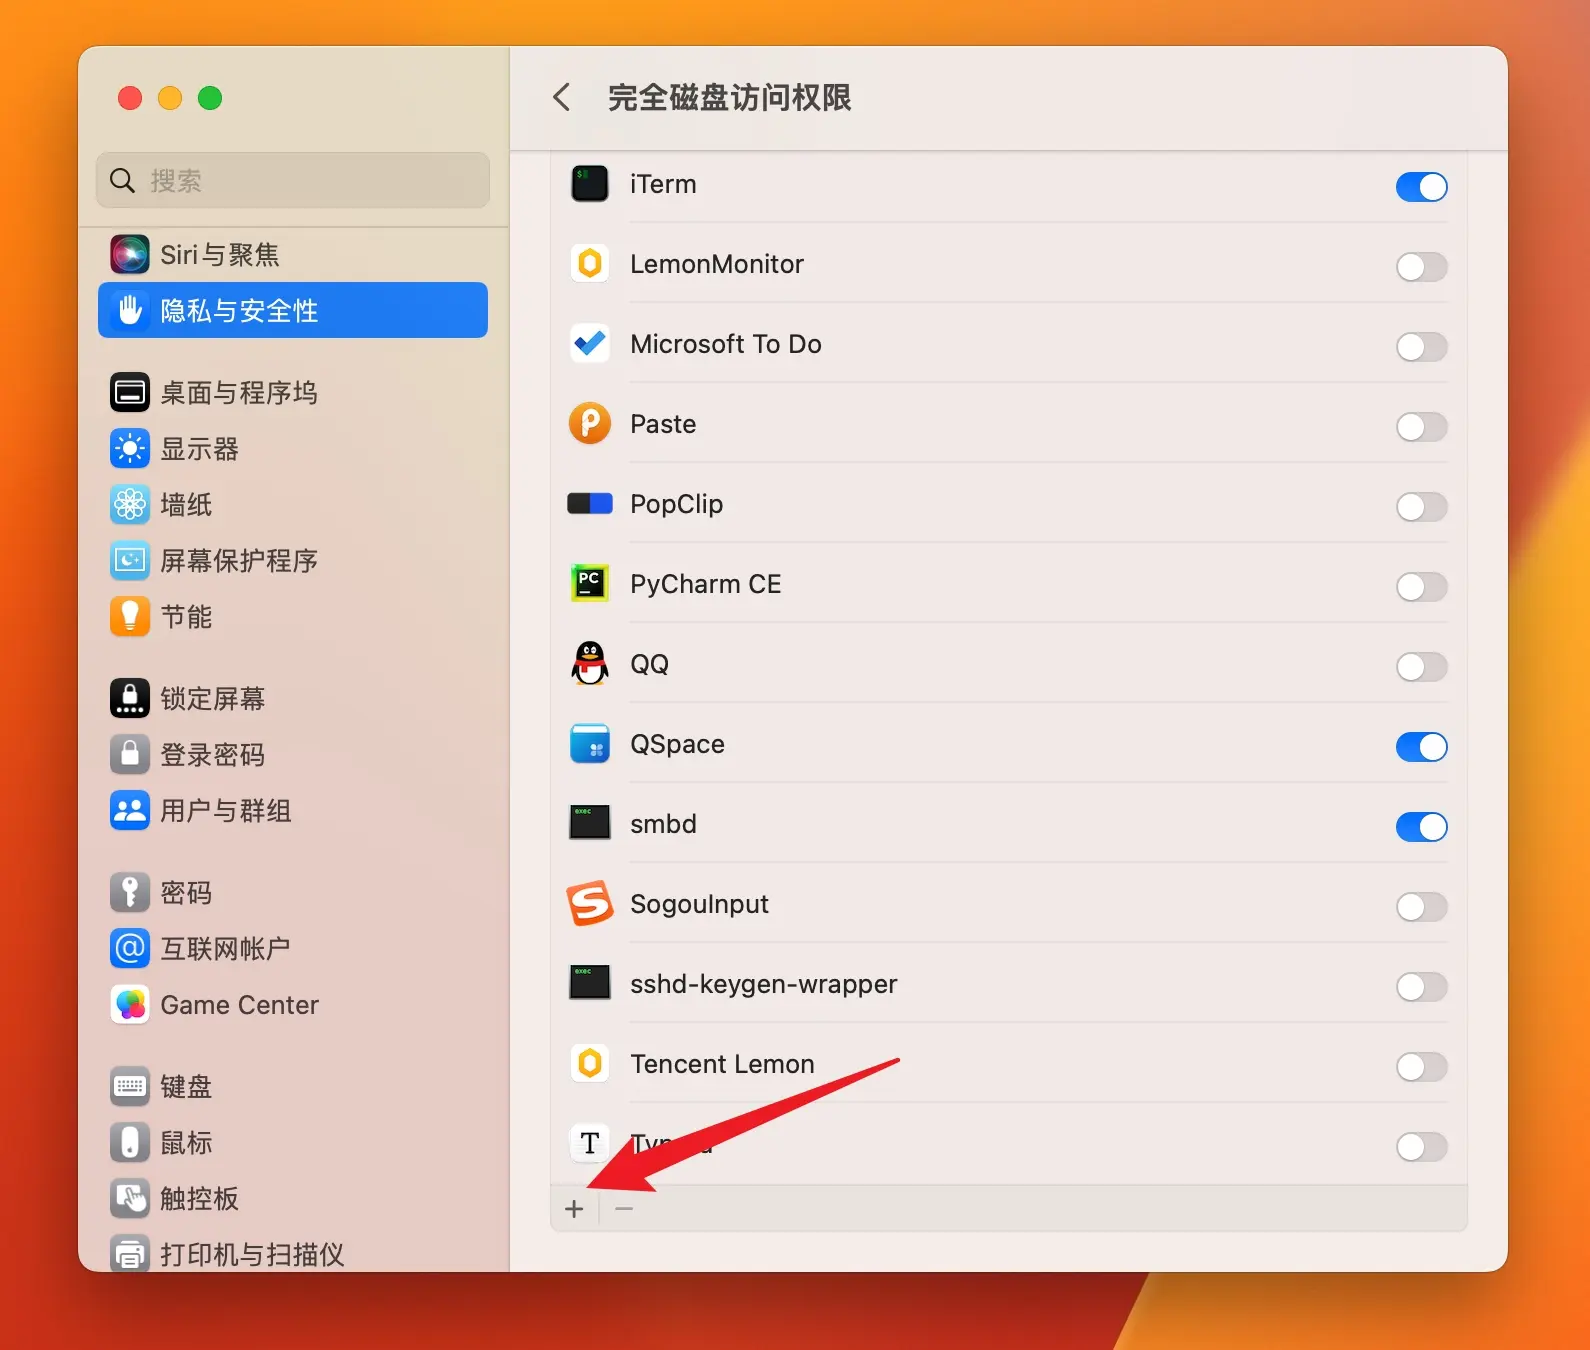 完全磁盘访问权限
搜索
Siri与聚焦
隐私与安全性
桌面与程序坞
显示器
墙纸
屏幕保护程序
节能
锁定屏幕
登录密码
用户与群组
密码
互联网帐户
Game Center
键盘
鼠标
触控板
打印机与扫描仪
iTerm
LemonMonitor
Microsoft To Do
Paste
PopClip
PC
PyCharm CE
QQ
QSpace
exec
smbd
SogouInput
exec
sshd-keygen-wrapper
Tencent Lemon
T